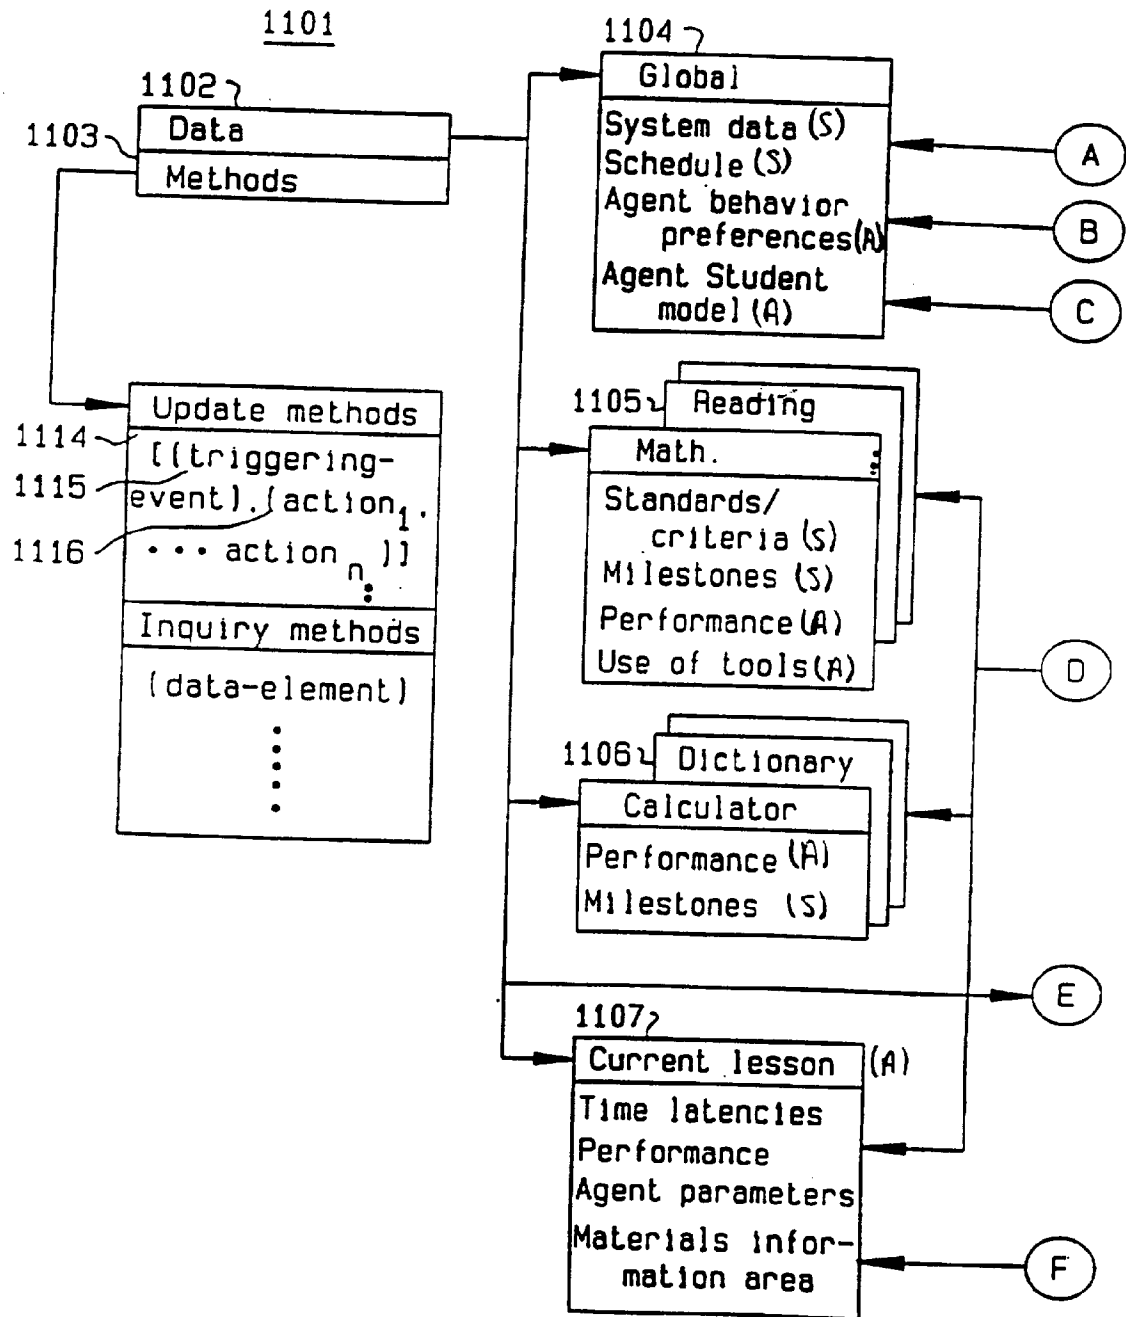 1101
1102
Data
1103
Methods
Update methods
1114
[(triggering-
1115
event).(action1.
1116
... action n ]]
Inquiry methods
(data-element)
1104
Global
System data (S)
Schedule (S)
Agent behavior
preferences (A)
Agent Student
model (A)
A
B
C
1105
Reading
Math.
Standards/
criteria (S)
Milestones (S)
Performance (A)
Use of tools (A)
D
1106
Dictionary
Calculator
Performance (A)
Milestones (S)
E
1107
Current lesson (A)
Time latencies
Performance
Agent parameters
Materials infor-
mation area
F